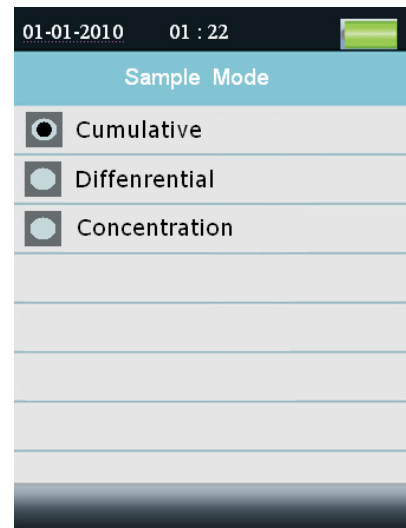 01-01-2010 01 : 22
Sample Mode
Cumulative
Diffenrential
Concentration